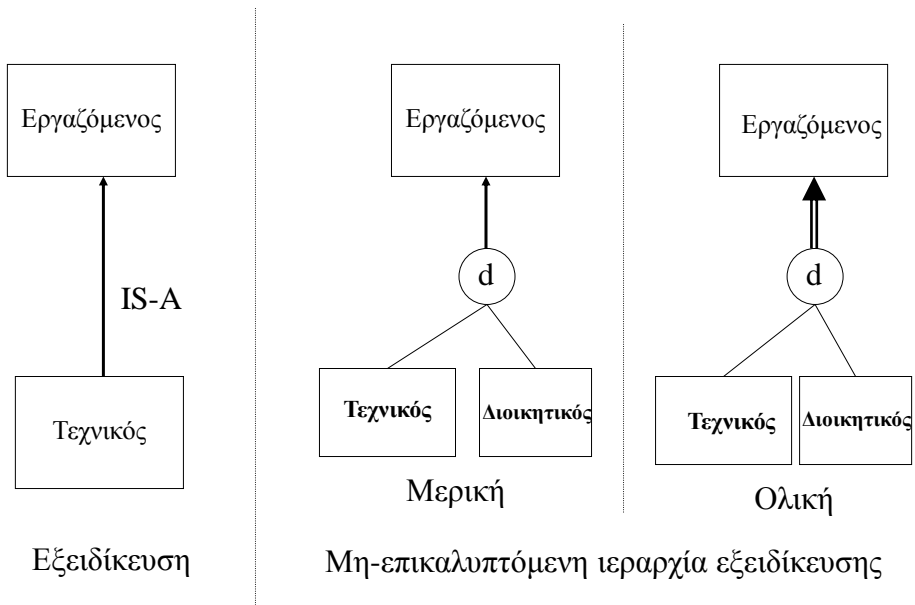 Εργαζόμενος
IS-A
Τεχνικός
Εξειδίκευση
Εργαζόμενος
d
Τεχνικός
Διοικητικός
Μερική
Εργαζόμενος
d
Τεχνικός
Διοικητικός
Ολική
Μη-επικαλυπτόμενη ιεραρχία εξειδίκευσης